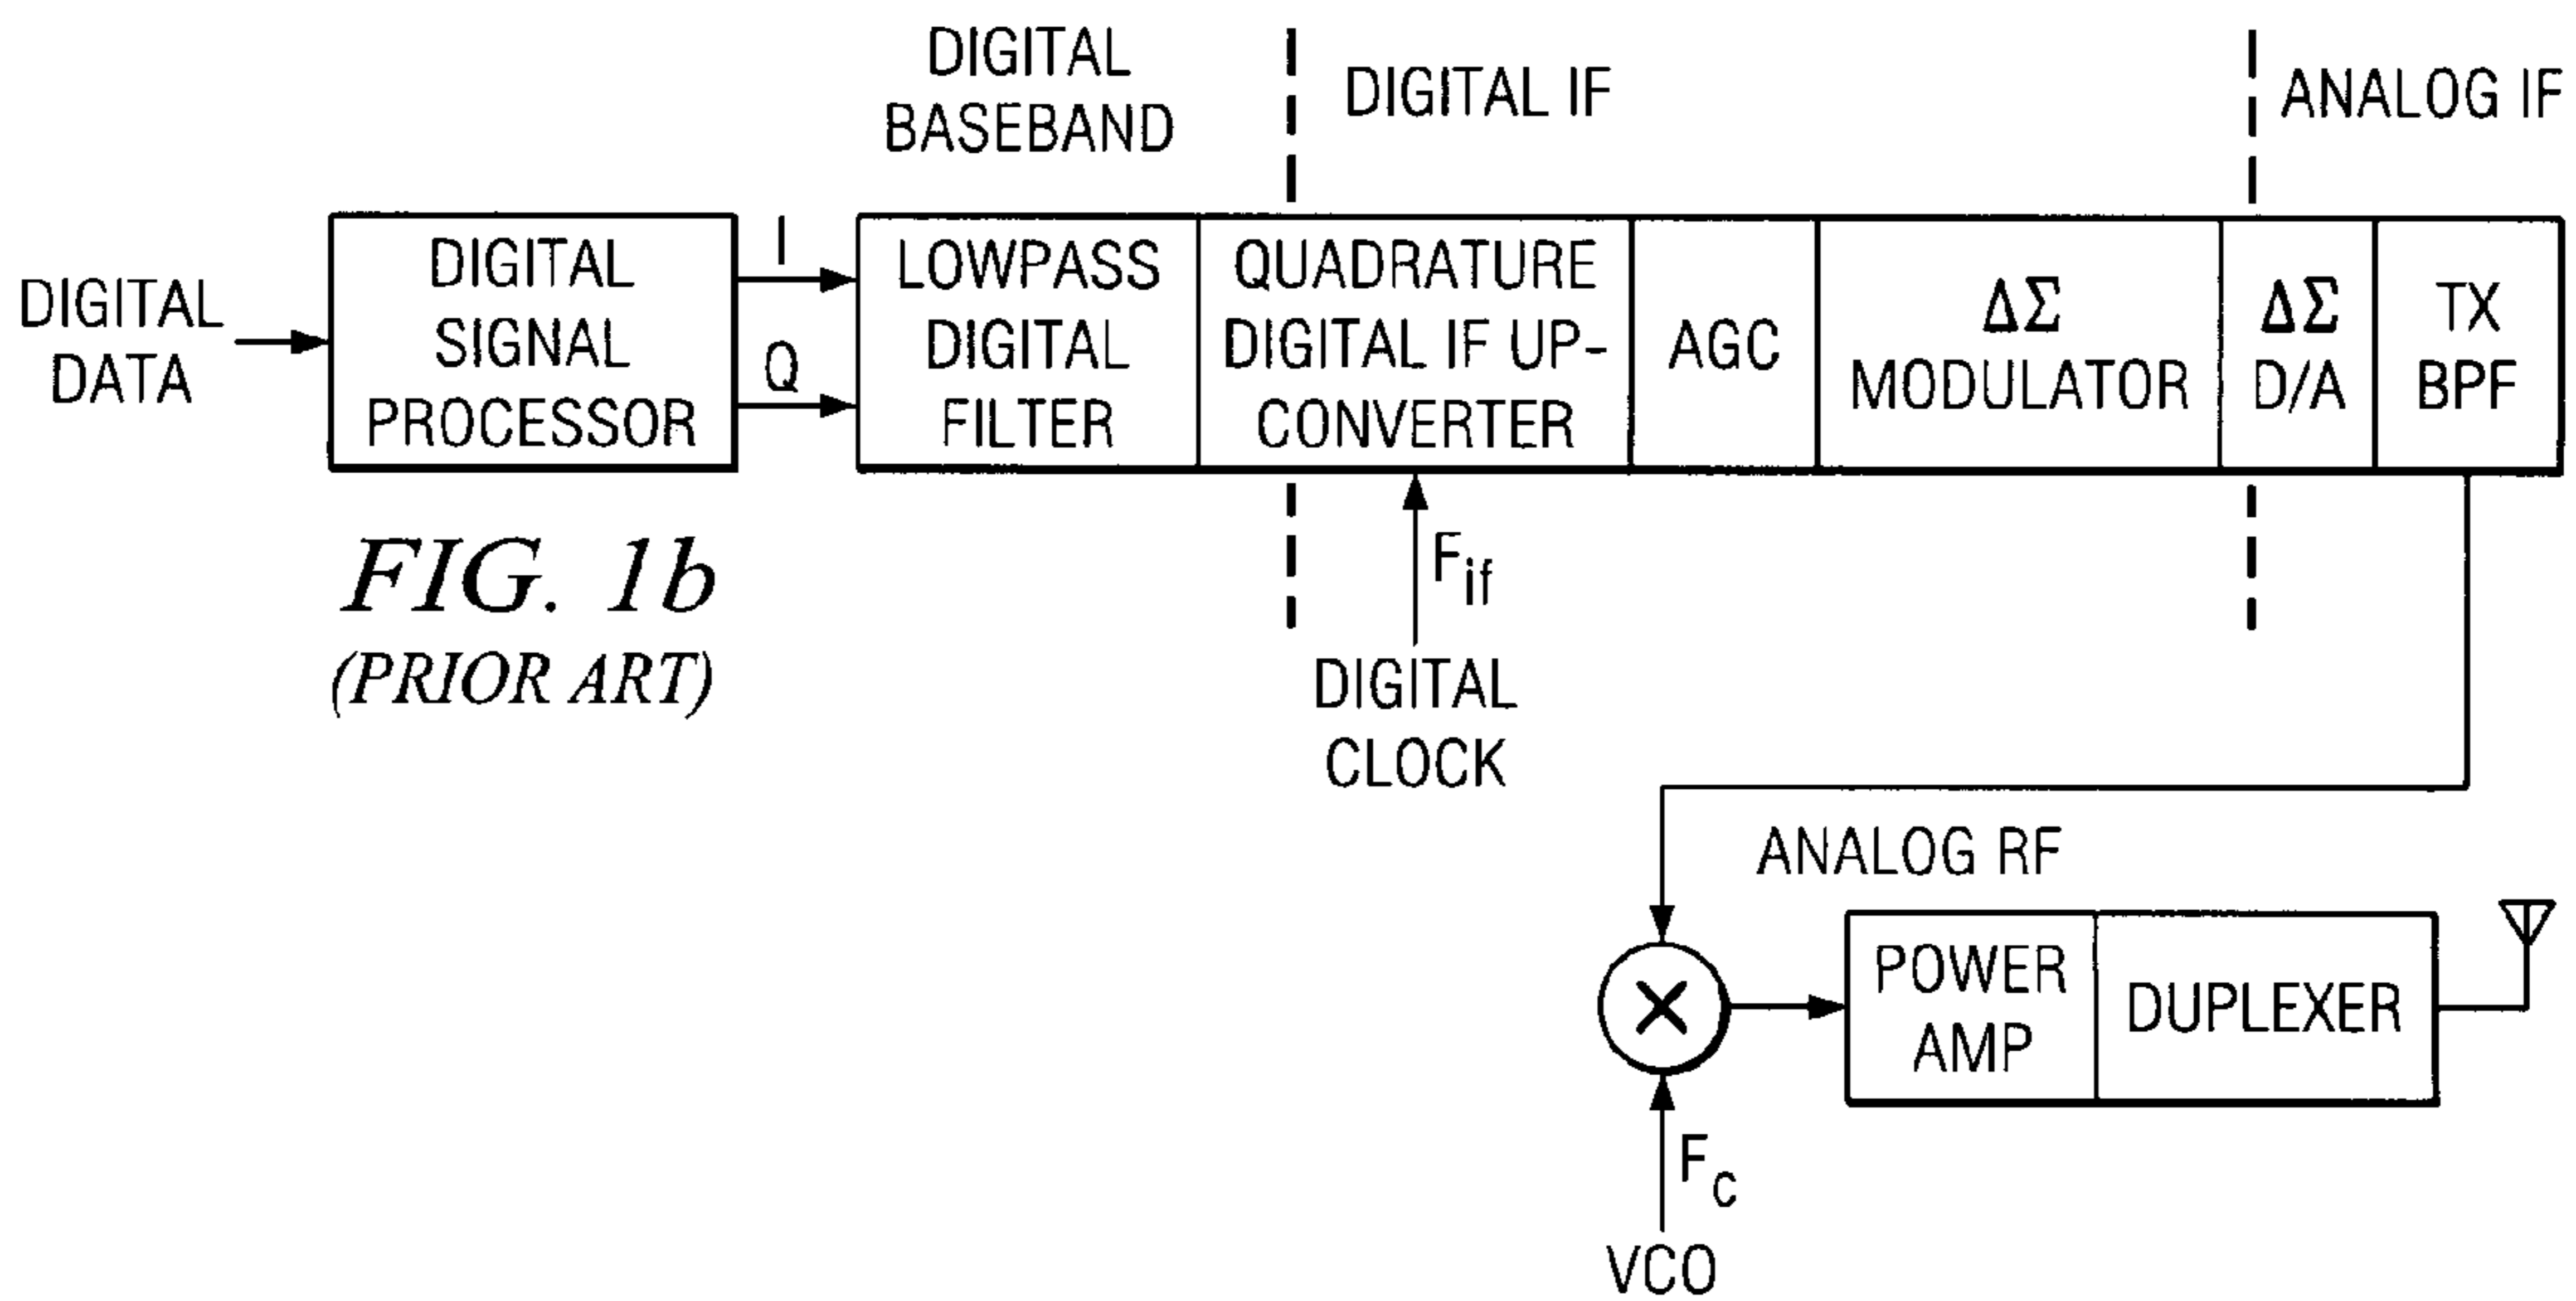 DIGITAL
BASEBAND
DIGITAL IF
ANALOG IF
DIGITAL
DATA
DIGITAL
SIGNAL
PROCESSOR
I
Q
LOWPASS
DIGITAL
FILTER
QUADRATURE
DIGITAL IF UP-
CONVERTER
AGC
ΔΣ
MODULATOR
ΔΣ
D/A
TX
BPF
FIG. 1b
(PRIOR ART)
Fif
DIGITAL
CLOCK
ANALOG RF
POWER
AMP
DUPLEXER
Fc
VCO